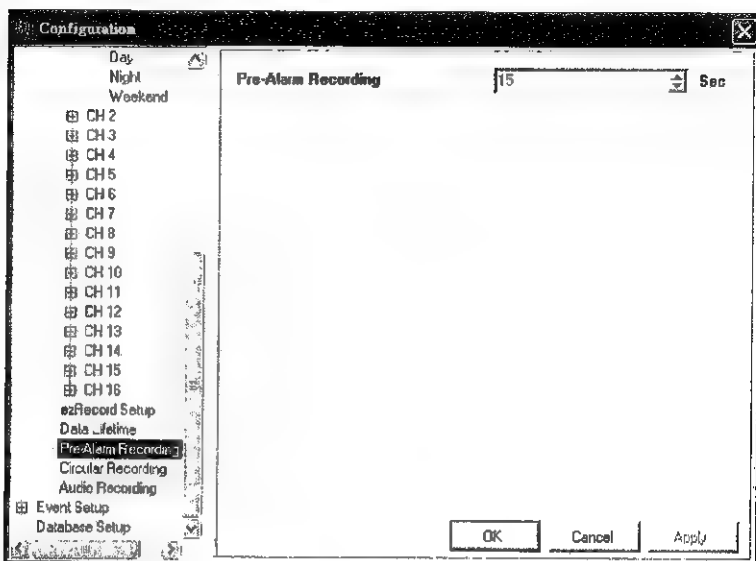 Configuration
Day
Night
Weekend
CH 2
CH 3
CH 4
CH 5
CH 6
CH 7
CH 8
CH 9
CH 10
CH 11
CH 12
CH 13
CH 14
CH 15
CH 16
ezRecord Setup
Data Lifetime
Pre-Alarm Recording
Circular Recording
Audio Recording
Event Setup
Database Setup
Pre-Alarm Recording 15 Sec
OK Cancel Apply